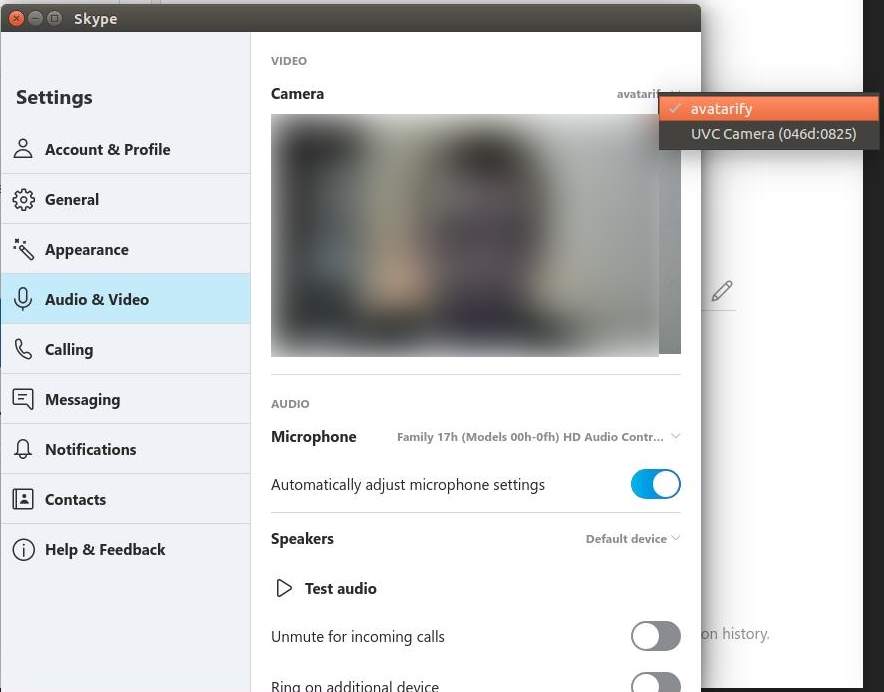 Skype
Settings
Account & Profile
General
Appearance
Audio & Video
Calling
Messaging
Notifications
Contacts
Help & Feedback
VIDEO
Camera
avatarify
avatarify
UVC Camera (046d:0825)
AUDIO
Microphone
Family 17h (Models 00h-0fh) HD Audio Contr...
Automatically adjust microphone settings
Speakers
Default device
Test audio
Unmute for incoming calls
Ring on additional device
on history.